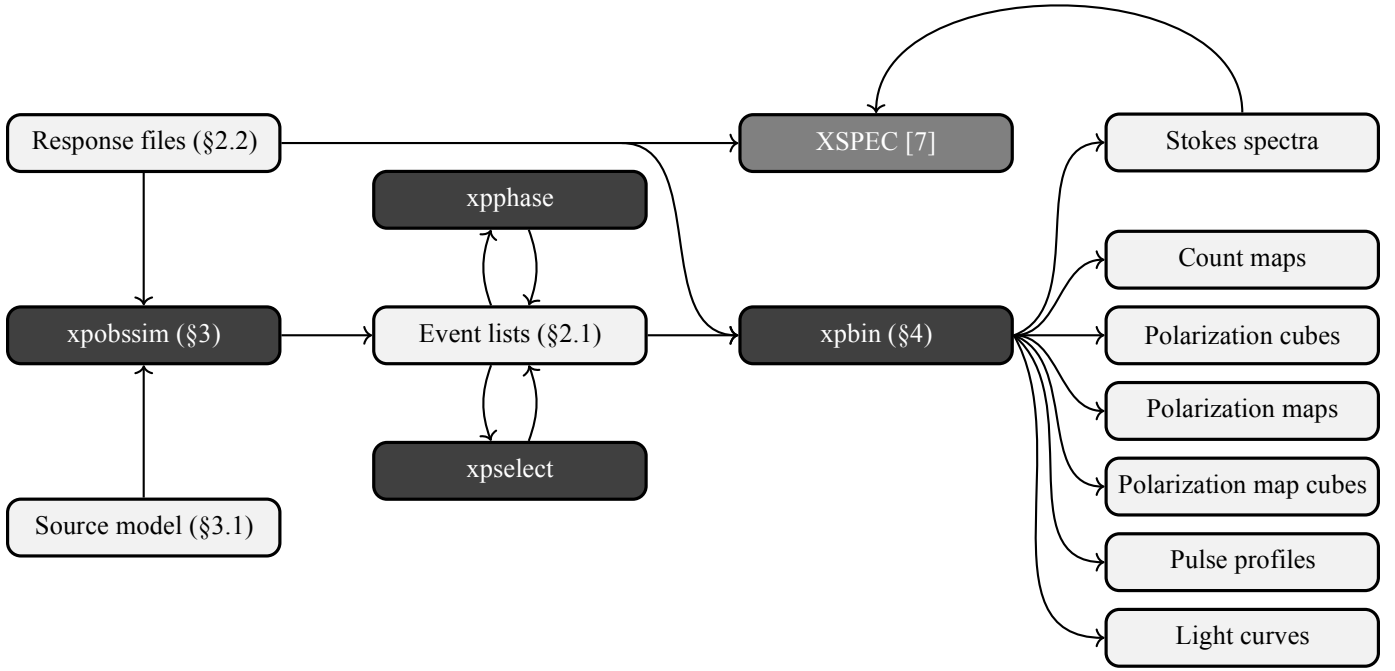 Response files (§2.2)
XSPEC [7]
Stokes spectra
xpphase
Count maps
xpobssim (§3)
Event lists (§2.1)
xpbin (§4)
Polarization cubes
Polarization maps
xpselect
Polarization map cubes
Source model (§3.1)
Pulse profiles
Light curves